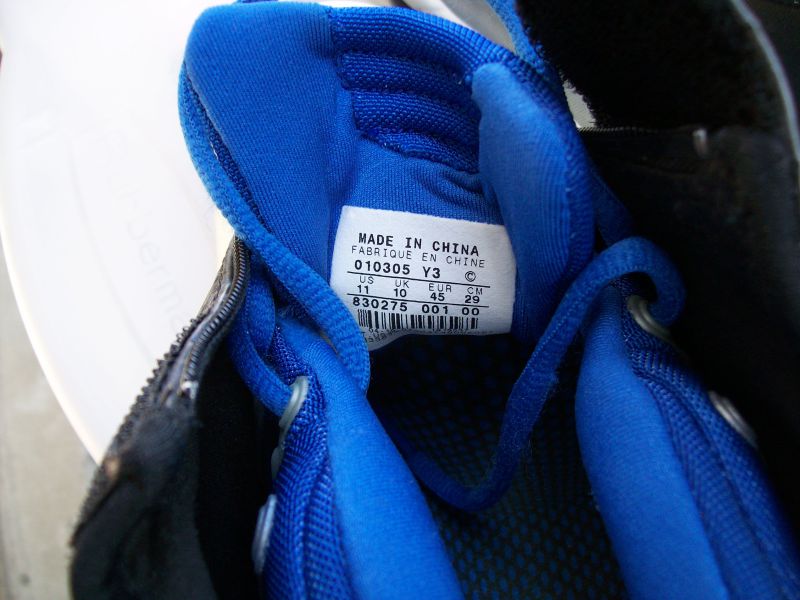 MADE IN CHINA
FABRIQUE EN CHINE
010305 Y3 ©
US UK EUR CM
11 10 45 29
830275 001 00